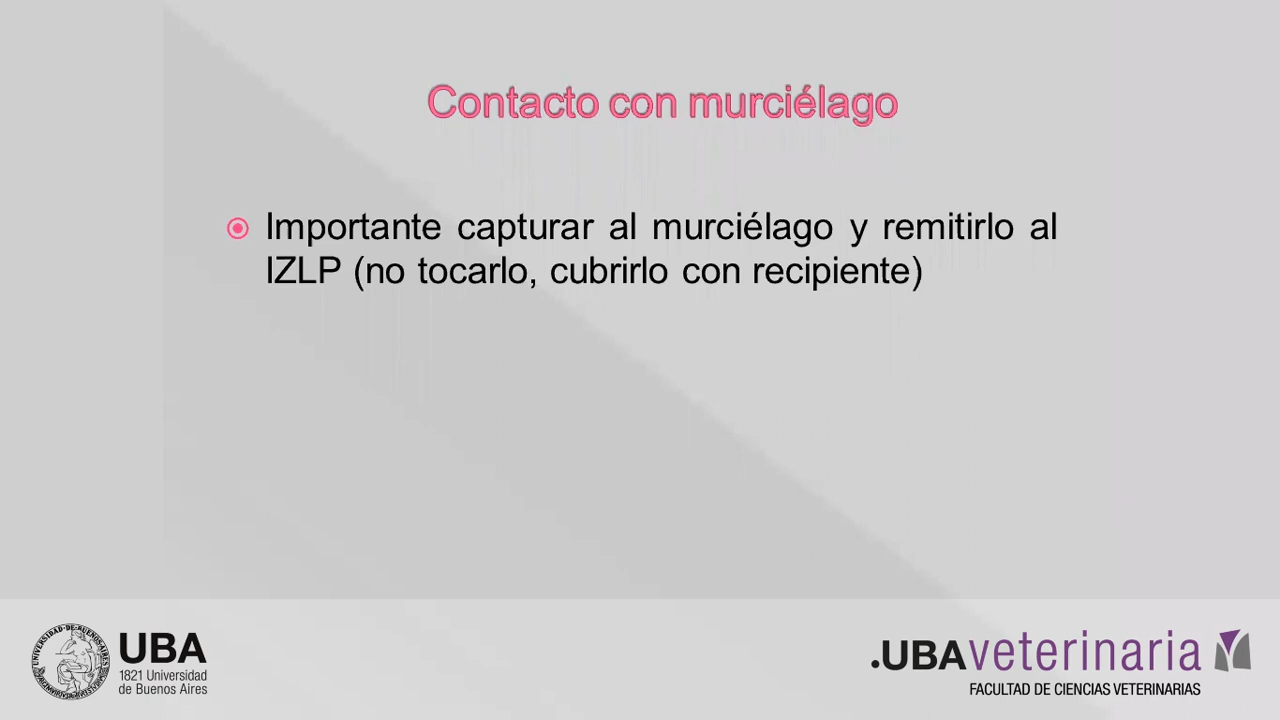 Contacto con murciélago
Importante capturar al murciélago y remitirlo al
IZLP (no tocarlo, cubrirlo con recipiente)
UBA
1821 Universidad
de Buenos Aires
.UBAveterinaria
FACULTAD DE CIENCIAS VETERINARIAS